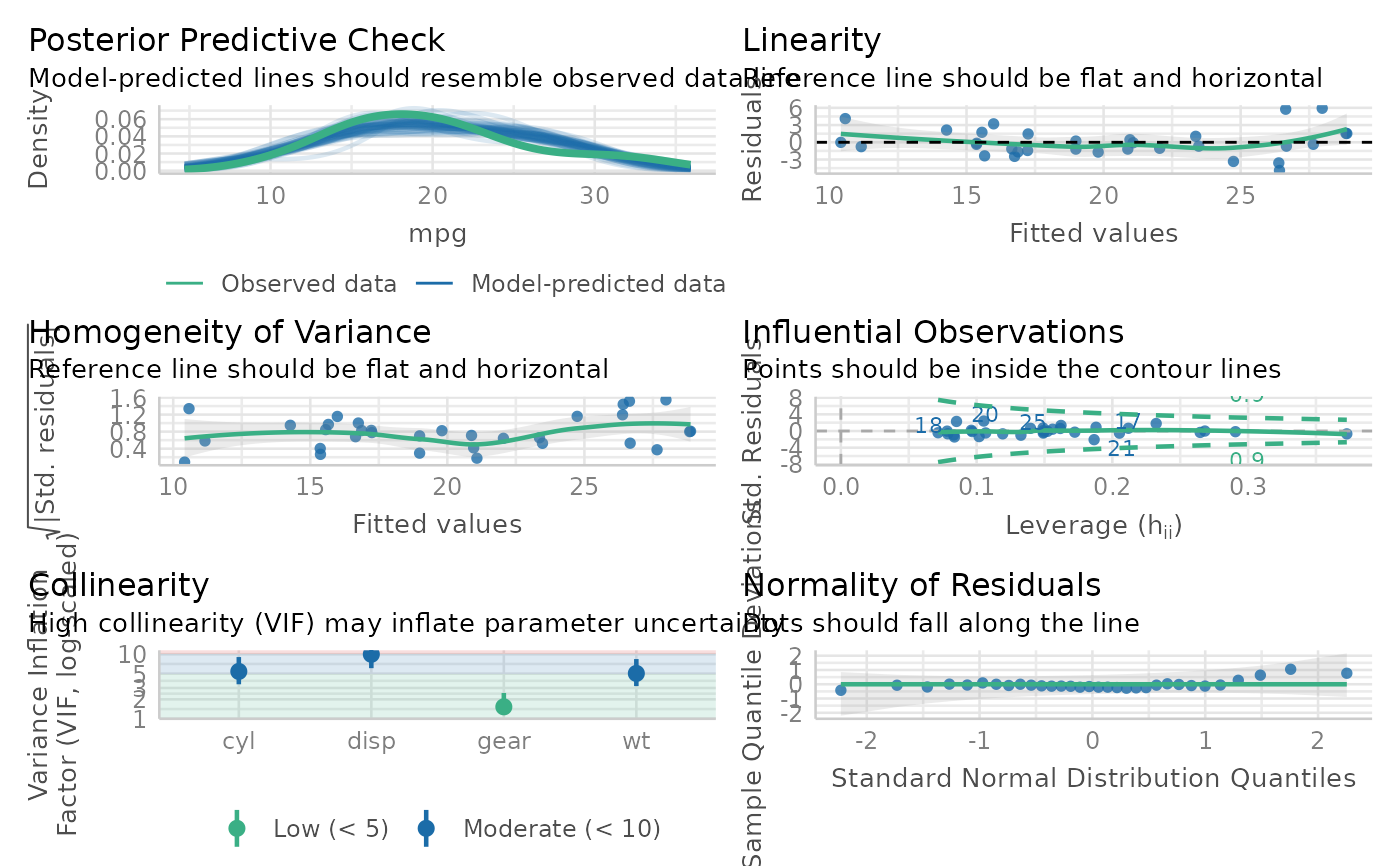 Posterior Predictive Check
Model-predicted lines should resemble observed data line
Density
0.06
0.04
0.02
0.00
10 20 30
mpg
Observed data Model-predicted data
Linearity
Reference line should be flat and horizontal
Residuals
6
3
0
-3
10 15 20 25
Fitted values
Homogeneity of Variance
Reference line should be flat and horizontal
√|Std. residuals|
1.6
1.2
0.8
0.4
10 15 20 25
Fitted values
Influential Observations
Points should be inside the contour lines
Std. Residuals
8
4
0
-4
-8
0.9
20
18
25
17
21
0.9
0.0 0.1 0.2 0.3
Leverage (hii)
Collinearity
High collinearity (VIF) may inflate parameter uncertainty
Variance Inflation
Factor (VIF, log-scaled)
10
5
3
2
1
cyl disp gear wt
Low (< 5) Moderate (< 10)
Normality of Residuals
Dots should fall along the line
Sample Quantile Deviations
2
1
0
-1
-2
-2 -1 0 1 2
Standard Normal Distribution Quantiles